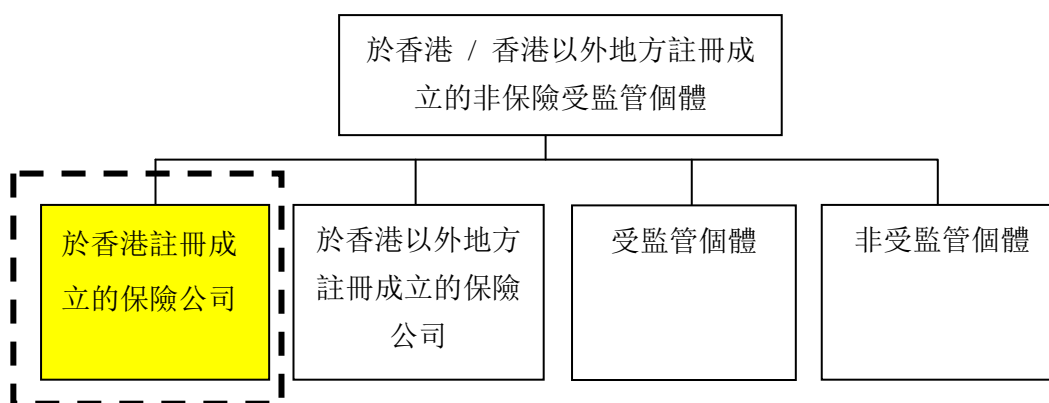 於香港 / 香港以外地方註冊成
立的非保險受監管個體
於香港註冊成
立的保險公司
於香港以外地方
註冊成立的保險
公司
受監管個體
非受監管個體